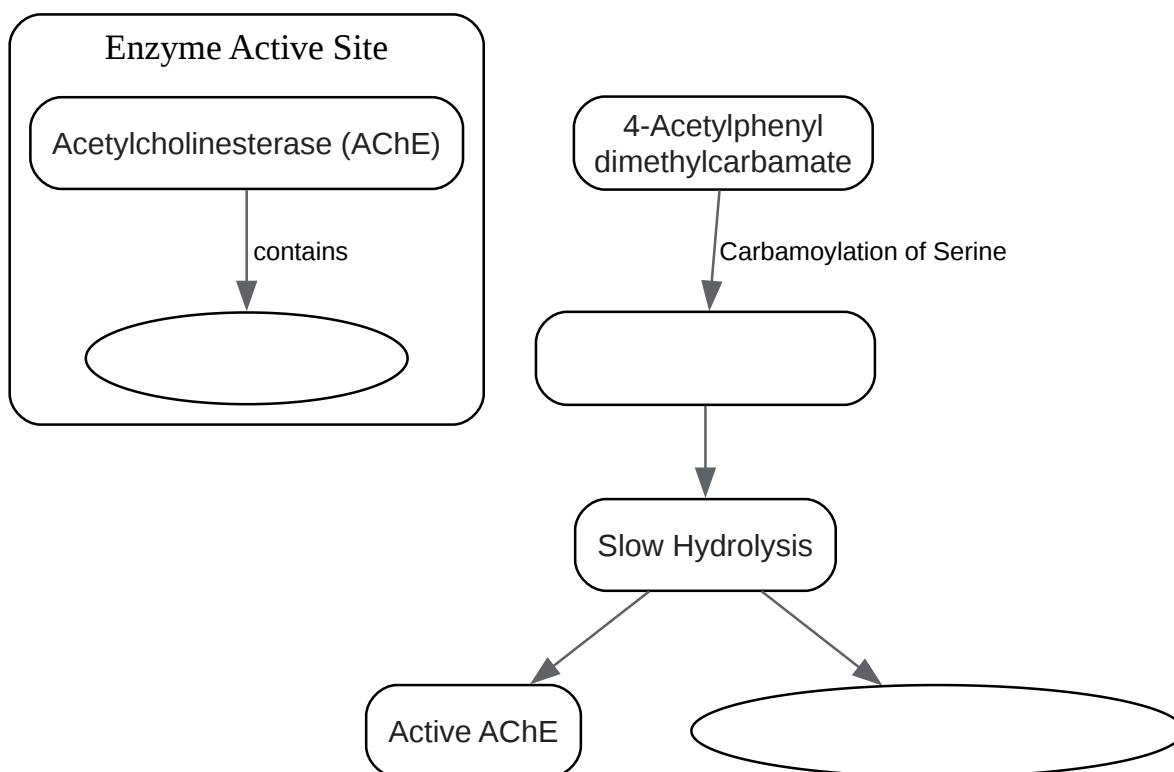 Enzyme Active Site
Acetylcholinesterase (AChE)
4-Acetylphenyl
dimethylcarbamate
contains
Carbamoylation of Serine
Slow Hydrolysis
Active AChE